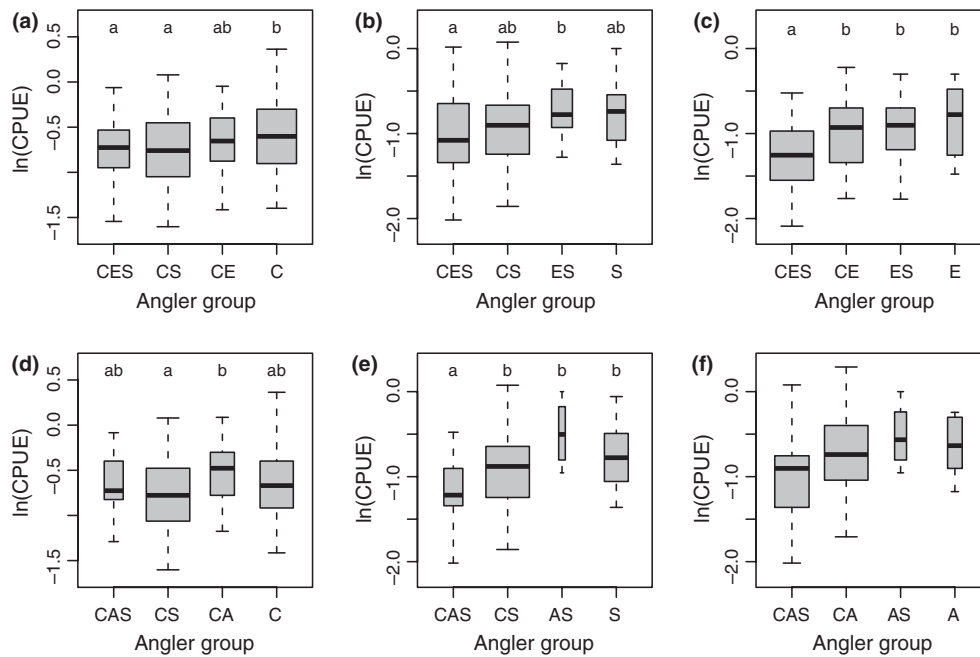 (a) a a ab b
ln(CPUE)
0.5
0.0
−0.5
−1.5
CES CS CE C
Angler group
(b) a ab b ab
ln(CPUE)
0.0
−1.0
−2.0
CES CS ES S
Angler group
(c) a b b b
ln(CPUE)
0.0
−1.0
−2.0
CES CE ES E
Angler group
(d) ab a b ab
ln(CPUE)
0.5
0.0
−0.5
−1.5
CAS CS CA C
Angler group
(e) a b b b
ln(CPUE)
0.0
−1.0
−2.0
CAS CS AS S
Angler group
(f)
ln(CPUE)
0.0
−1.0
−2.0
CAS CA AS A
Angler group